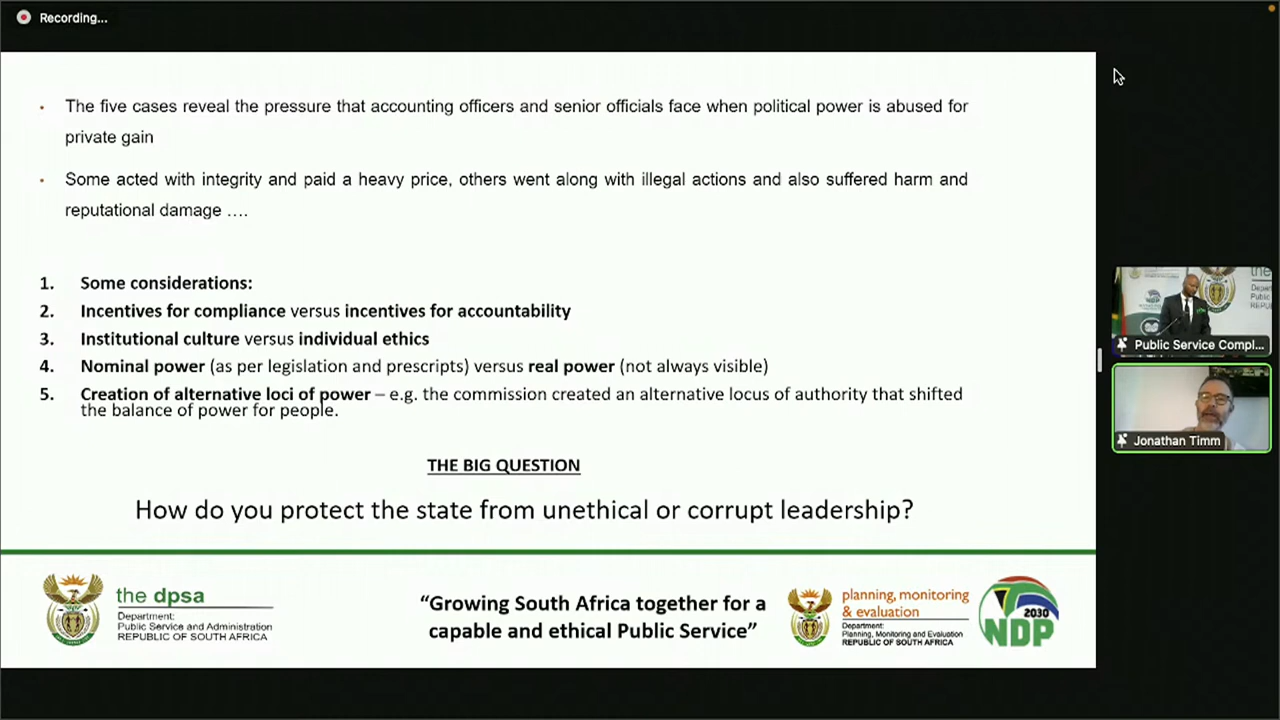 Recording...
• The five cases reveal the pressure that accounting officers and senior officials face when political power is abused for
private gain
• Some acted with integrity and paid a heavy price, others went along with illegal actions and also suffered harm and
reputational damage ….
1. Some considerations:
2. Incentives for compliance versus incentives for accountability
3. Institutional culture versus individual ethics
4. Nominal power (as per legislation and prescripts) versus real power (not always visible)
5. Creation of alternative loci of power – e.g. the commission created an alternative locus of authority that shifted
the balance of power for people.
THE BIG QUESTION
How do you protect the state from unethical or corrupt leadership?
the dpsa
Department:
Public Service and Administration
REPUBLIC OF SOUTH AFRICA
“Growing South Africa together for a
capable and ethical Public Service”
planning, monitoring
& evaluation
Department:
Planning, Monitoring and Evaluation
REPUBLIC OF SOUTH AFRICA
2030
NDP
the
Depar
Public
REPU
NDP
Public Service Compl...
Jonathan Timm